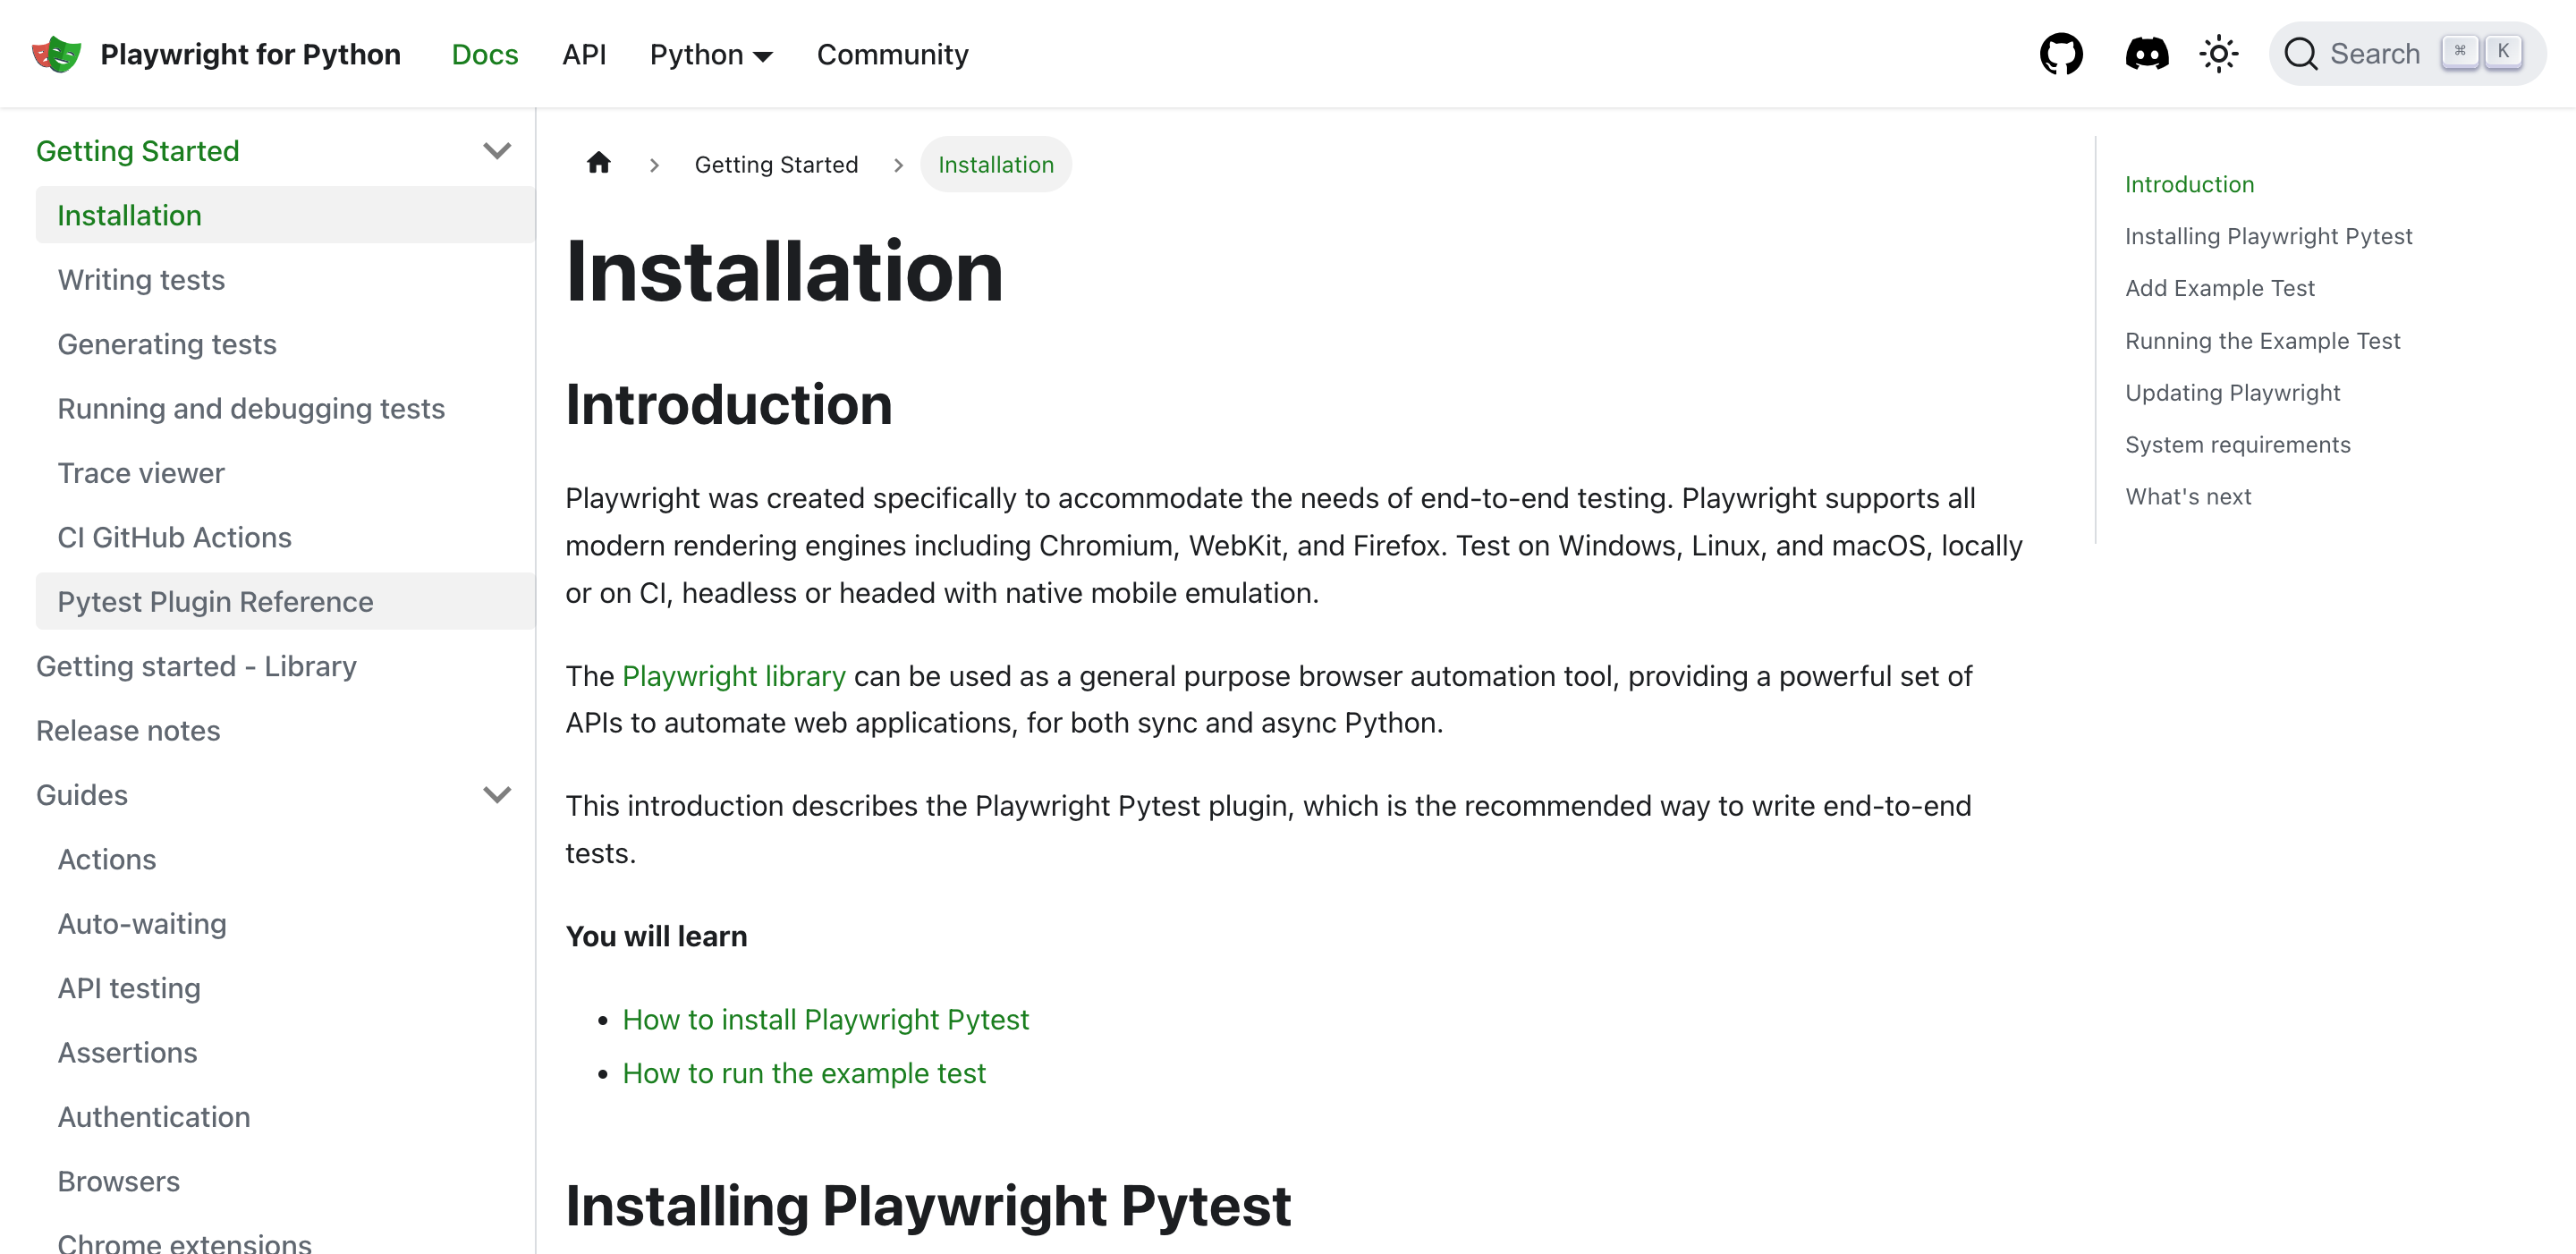 Playwright for Python
Docs
API
Python
Community
Search
⌘
K
Getting Started
Installation
Writing tests
Generating tests
Running and debugging tests
Trace viewer
CI GitHub Actions
Pytest Plugin Reference
Getting started - Library
Release notes
Guides
Actions
Auto-waiting
API testing
Assertions
Authentication
Browsers
Chrome extensions
Getting Started
Installation
Installation
Introduction
Playwright was created specifically to accommodate the needs of end-to-end testing. Playwright supports all
modern rendering engines including Chromium, WebKit, and Firefox. Test on Windows, Linux, and macOS, locally
or on CI, headless or headed with native mobile emulation.
The Playwright library can be used as a general purpose browser automation tool, providing a powerful set of
APIs to automate web applications, for both sync and async Python.
This introduction describes the Playwright Pytest plugin, which is the recommended way to write end-to-end
tests.
You will learn
• How to install Playwright Pytest
• How to run the example test
Installing Playwright Pytest
Introduction
Installing Playwright Pytest
Add Example Test
Running the Example Test
Updating Playwright
System requirements
What's next